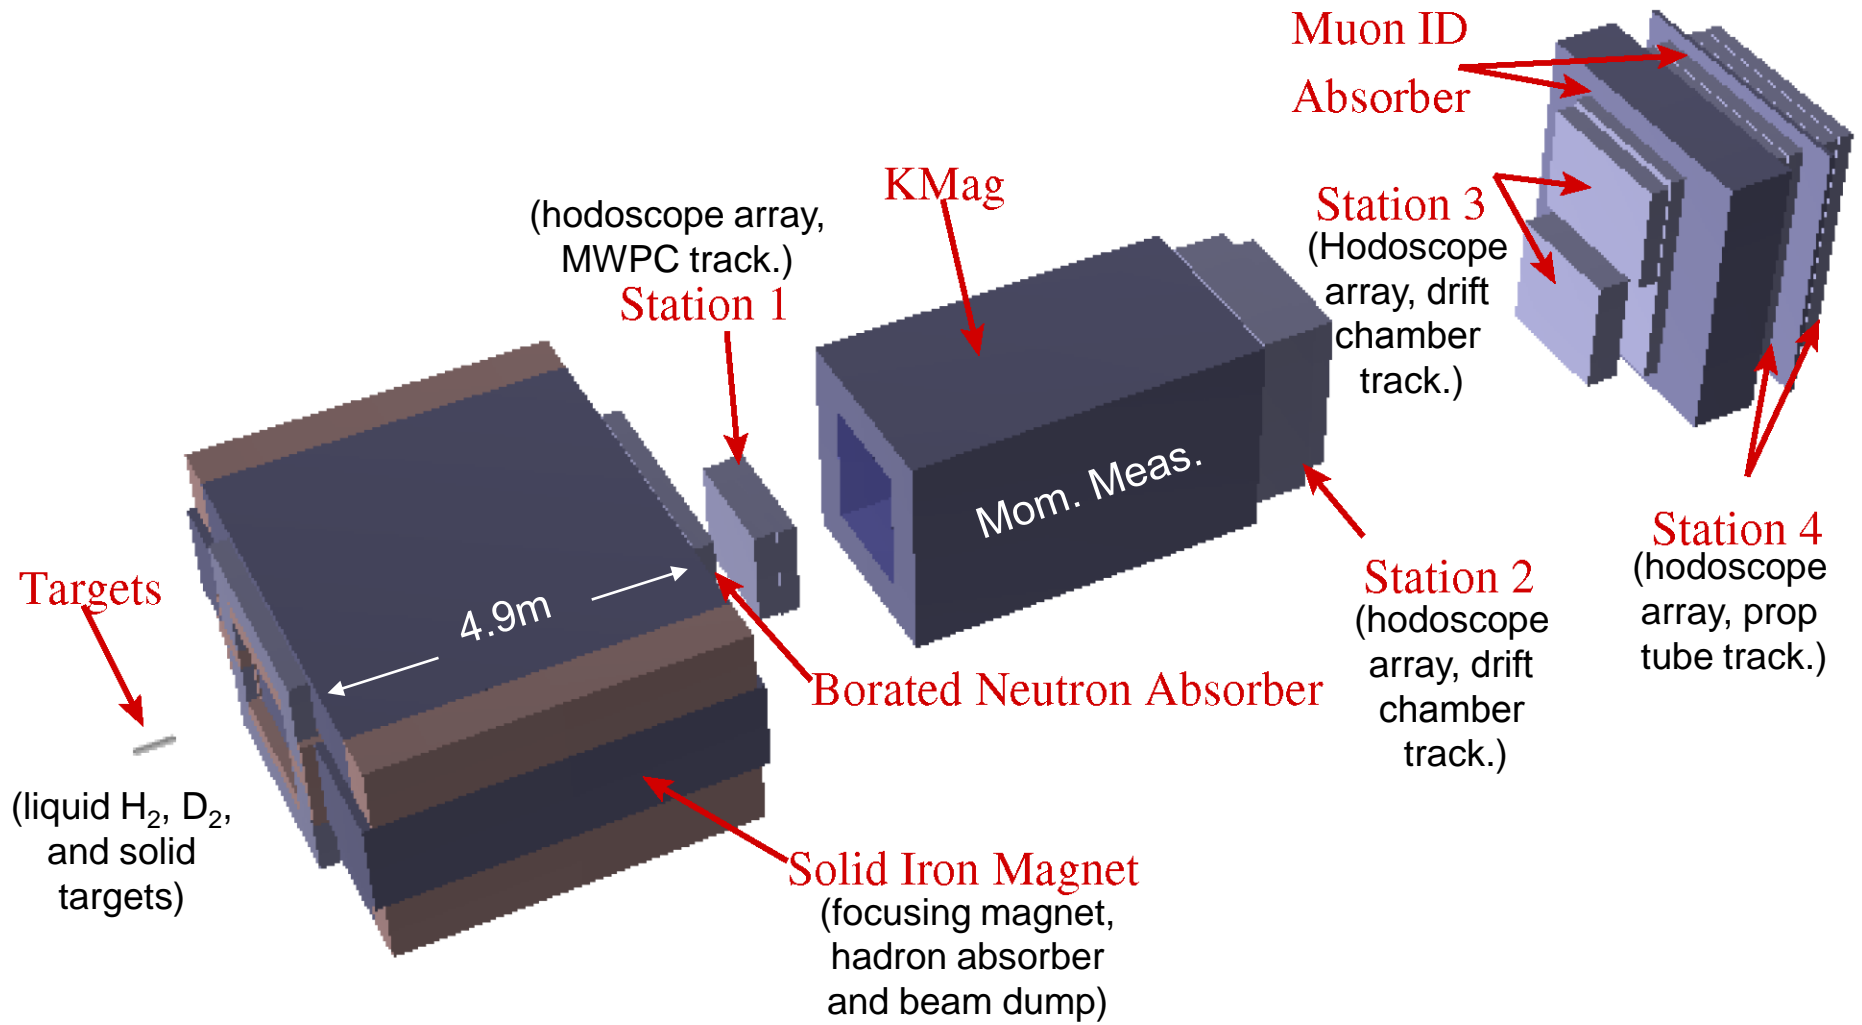 Muon ID
Absorber
KMag
(hodoscope array,
MWPC track.)
Station 1
Station 3
(Hodoscope
array, drift
chamber
track.)
Mom. Meas.
4.9m
Targets
(liquid H₂, D₂,
and solid
targets)
Borated Neutron Absorber
Station 2
(hodoscope
array, drift
chamber
track.)
Station 4
(hodoscope
array, prop
tube track.)
Solid Iron Magnet
(focusing magnet,
hadron absorber
and beam dump)